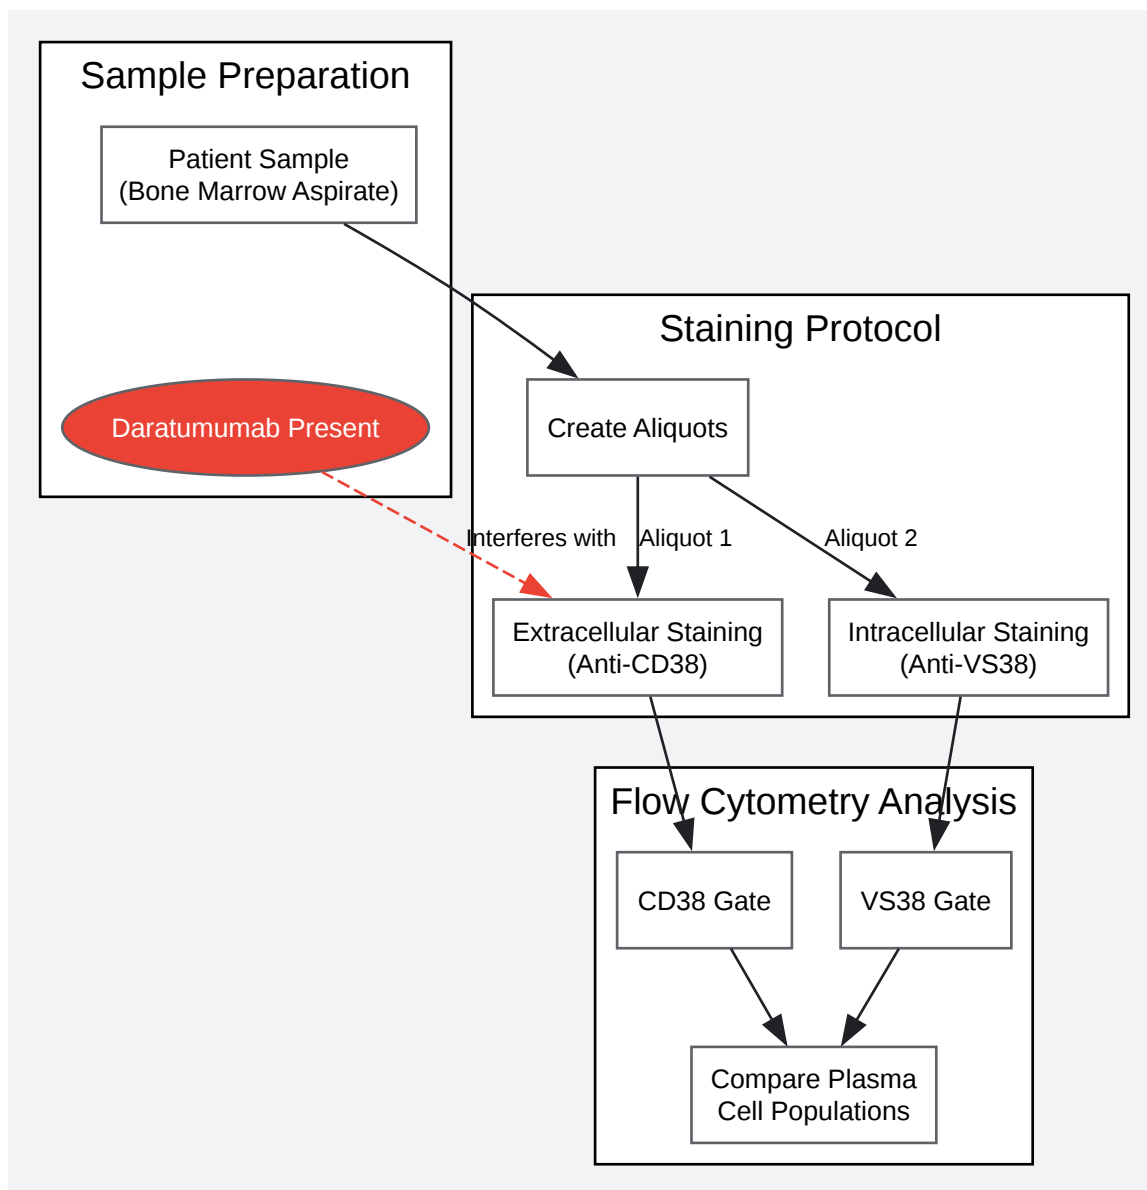 Sample Preparation
Patient Sample
(Bone Marrow Aspirate)
Daratumumab Present
Staining Protocol
Create Aliquots
Interferes with
Aliquot 1
Aliquot 2
Extracellular Staining
(Anti-CD38)
Intracellular Staining
(Anti-VS38)
Flow Cytometry Analysis
CD38 Gate
VS38 Gate
Compare Plasma
Cell Populations